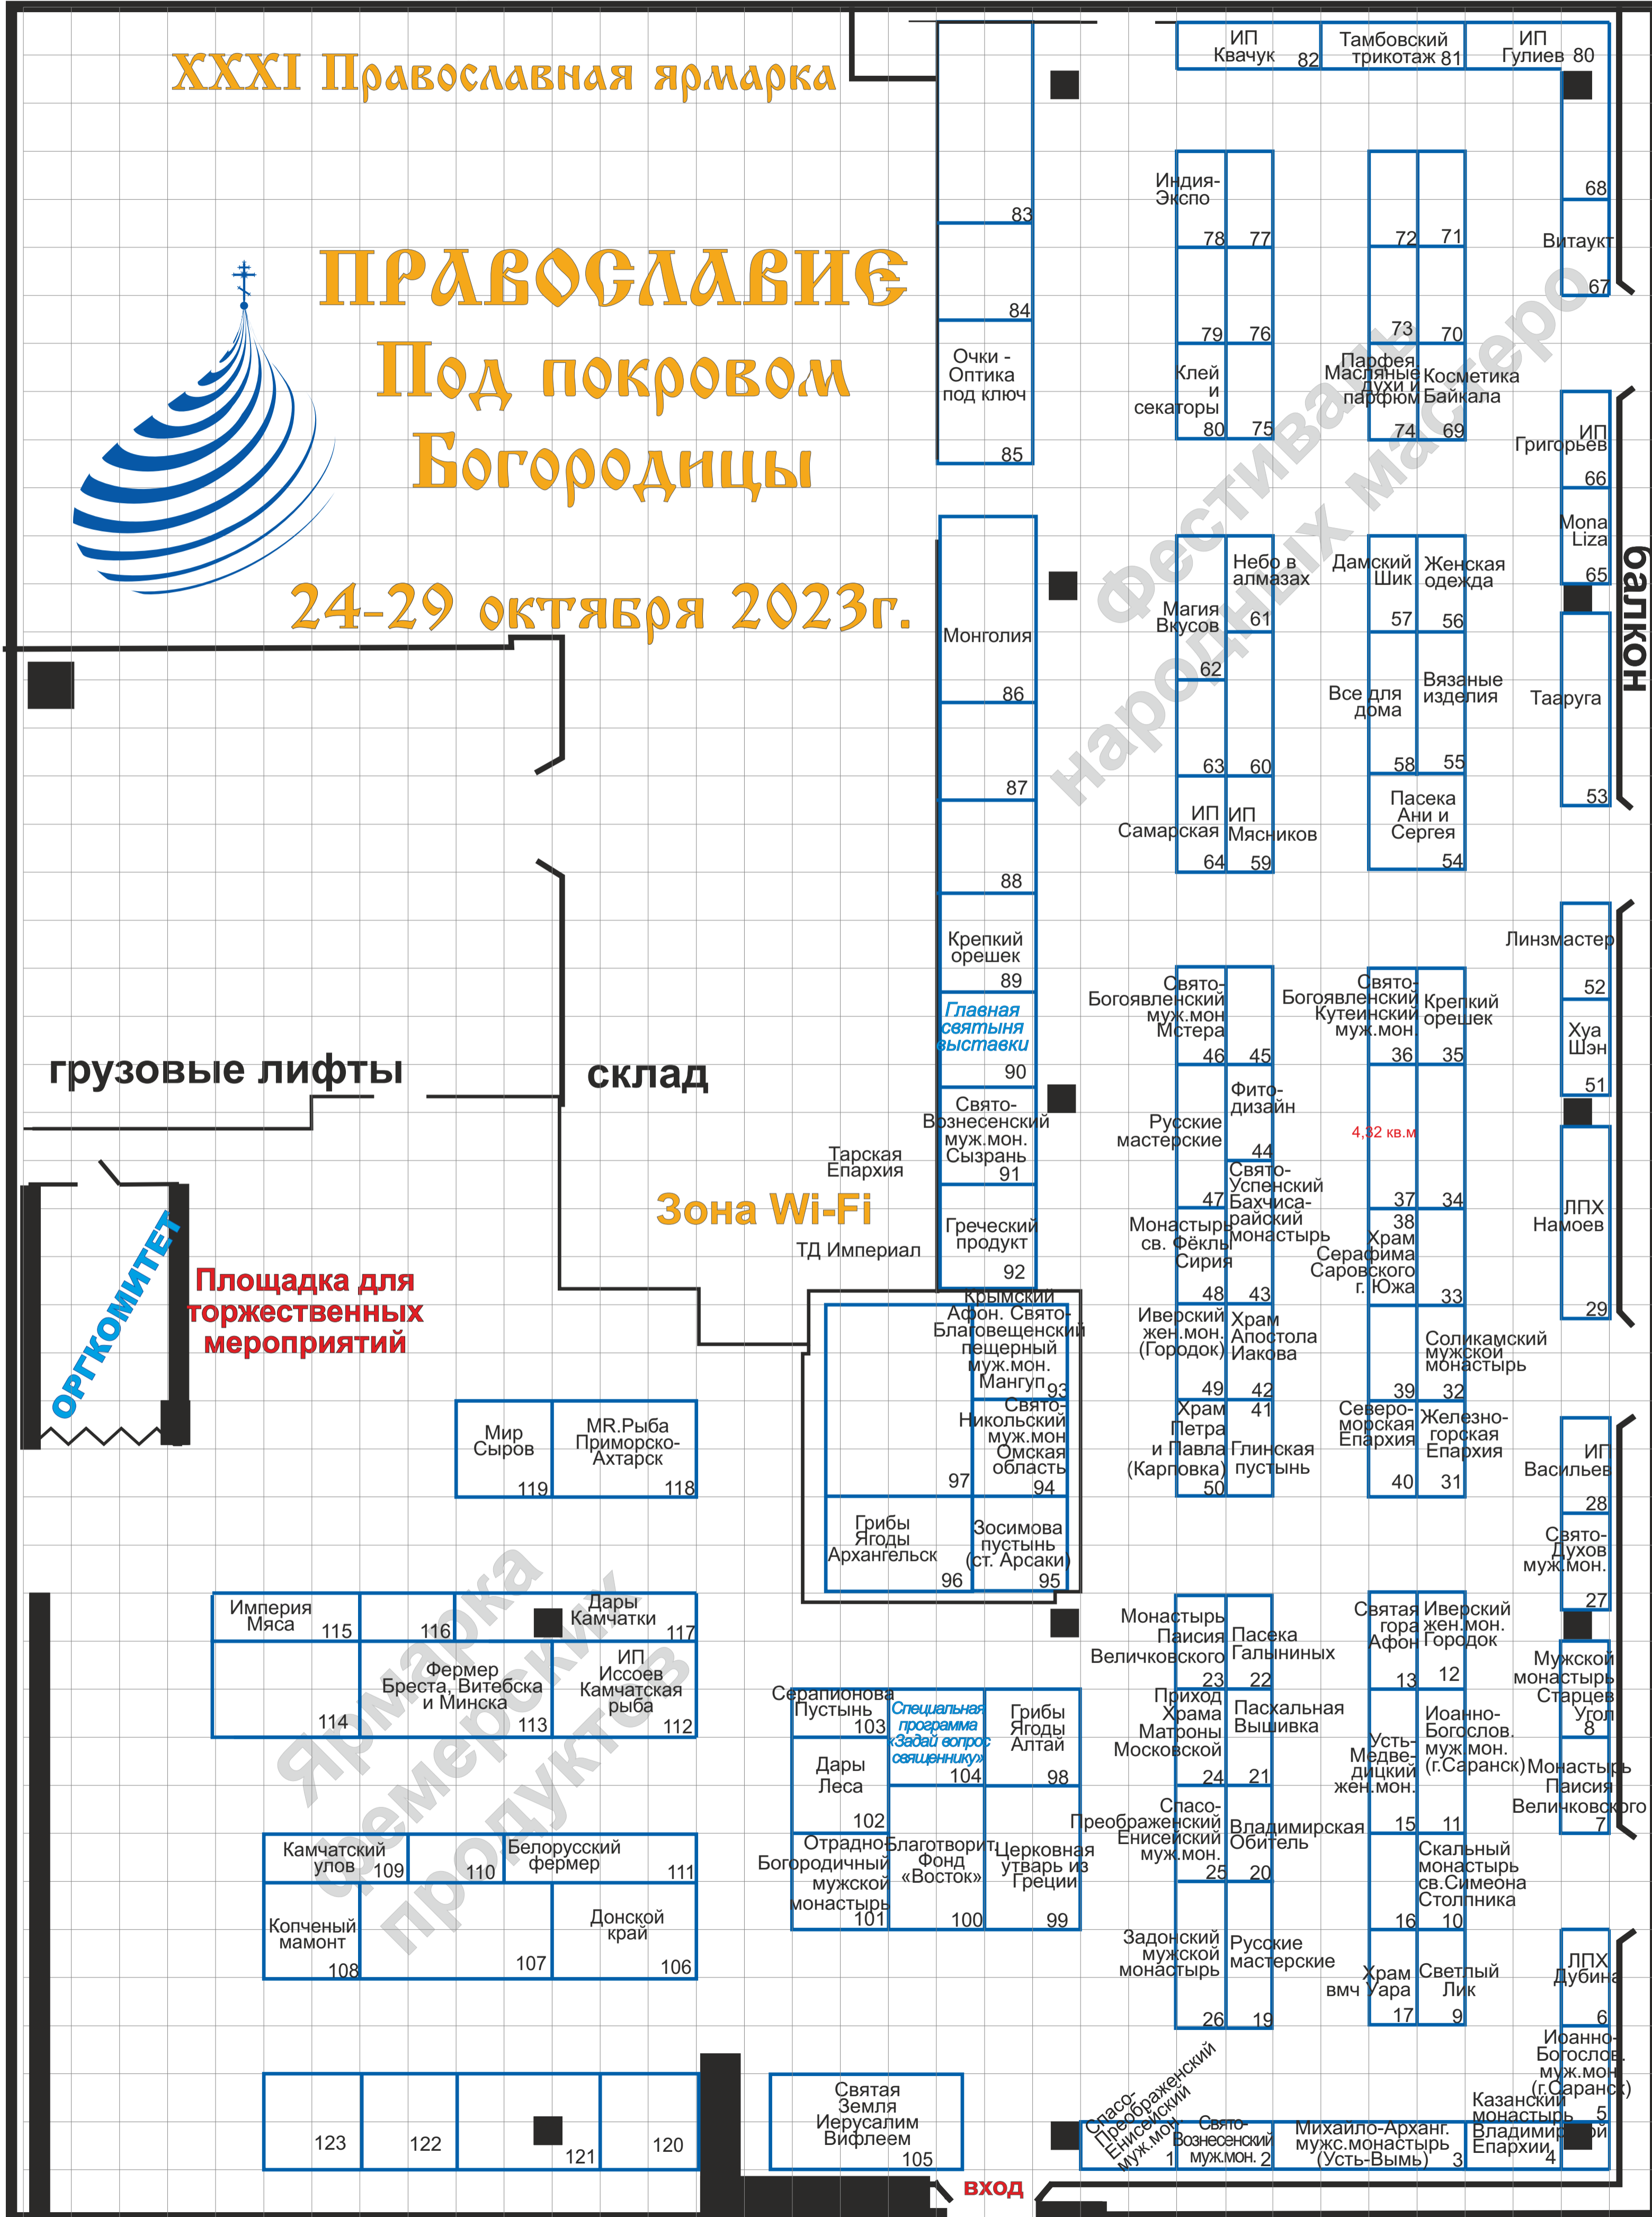 XXXI Православная ярмарка
ПРАВОСЛАВИЕ
Под покровом
Богородицы
24-29 октября 2023г.
ИП
Квачук 82
Тамбовский
трикотаж 81
ИП
Гулиев 80
68
Витаукт
67
83
84
Очки -
Оптика
под ключ
85
Индия-
Экспо
78
77
79
76
Клей
и
секаторы
80
75
72
71
73
70
Парфея
Масляные
духи и
парфюм
74
Косметика
Байкала
69
ИП
Григорьев
66
Mona
Liza
65
балкон
Фестиваль
народных мастеро
Монголия
86
87
88
Крепкий
орешек
89
Главная
святыня
выставки
90
Свято-
Вознесенский
муж.мон.
Сызрань
91
Греческий
продукт
92
Небо в
алмазах
61
Магия
Вкусов
62
63
60
ИП
Самарская
64
ИП
Мясников
59
Дамский
Шик
57
Женская
одежда
56
Все для
дома
58
Вязаные
изделия
55
Пасека
Ани и
Сергея
54
Тааруга
53
Линзмастер
52
Хуа
Шэн
51
ЛПХ
Намоев
29
Свято-
Богоявленский
муж.мон
Мстера
46
45
Русские
мастерские
47
Фито-
дизайн
44
Свято-
Успенский
Бахчиса-
райский
монастырь
43
Монастырь
св. Фёклы
Сирия
48
Иверский
жен.мон.
(Городок)
49
Храм
Апостола
Иакова
42
Храм
Петра
и Павла
(Карповка)
50
41
Глинская
пустынь
Свято-
Богоявленский
Кутеинский
муж.мон.
36
Крепкий
орешек
35
4,32 кв.м
37
34
38
Храм
Серафима
Саровского
г. Южа
33
39
Соликамский
мужской
монастырь
32
Северо-
морская
Епархия
40
Железно-
горская
Епархия
31
ИП
Васильев
28
Свято-
Духов
муж.мон.
27
грузовые лифты
склад
Тарская
Епархия
Зона Wi-Fi
ТД Империал
ОРГКОМИТЕТ
Площадка для
торжественных
мероприятий
Крымский
Афон. Свято-
Благовещенский
пещерный
муж.мон.
Мангуп
93
Свято-
Никольский
муж.мон
Омская
область
94
97
Грибы
Ягоды
Архангельск
96
Зосимова
пустынь
(ст. Арсаки)
95
Мир
Сыров
119
MR.Рыба
Приморско-
Ахтарск
118
Ярмарка
фемерских
продуктов
Империя
Мяса
115
116
Дары
Камчатки
117
114
Фермер
Бреста, Витебска
и Минска
113
ИП
Иссоев
Камчатская
рыба
112
Камчатский
улов
109
110
Белорусский
фермер
111
Копченый
мамонт
108
107
Донской
край
106
123
122
121
120
Серапионова
Пустынь
103
Специальная
программа
«Задай вопрос
священнику»
104
Грибы
Ягоды
Алтай
98
Дары
Леса
102
Отрадно-
Богородичный
мужской
монастырь
101
Благотворит.
Фонд
«Восток»
100
Церковная
утварь из
Греции
99
Святая
Земля
Иерусалим
Вифлеем
105
Монастырь
Паисия
Величковского
23
Пасека
Галыниных
22
Приход
Храма
Матроны
Московской
24
Пасхальная
Вышивка
21
Спасо-
Преображенский
Енисейский
муж.мон.
25
Владимирская
Обитель
20
Задонский
мужской
монастырь
26
Русские
мастерские
19
Святая
гора
Афон
13
Иверский
жен.мон.
Городок
12
Усть-
Медве-
дицкий
жен.мон.
15
Иоанно-
Богослов.
муж.мон.
(г.Саранск)
11
16
Скальный
монастырь
св.Симеона
Столпника
10
Храм
вмч Уара
17
Светлый
Лик
9
Мужской
монастырь
Старцев
Угол
8
Монастырь
Паисия
Величковского
7
ЛПХ
Дубина
6
Иоанно-
Богослов.
муж.мон.
(г.Саранск)
5
Спасо-
Преображенский
Енисейский
муж.мон.
1
Свято-
Вознесенский
муж.мон. 2
Михайло-Арханг.
мужс.монастырь
(Усть-Вымь) 3
Казанский
монастырь
Владимирской
Епархии 4
вход